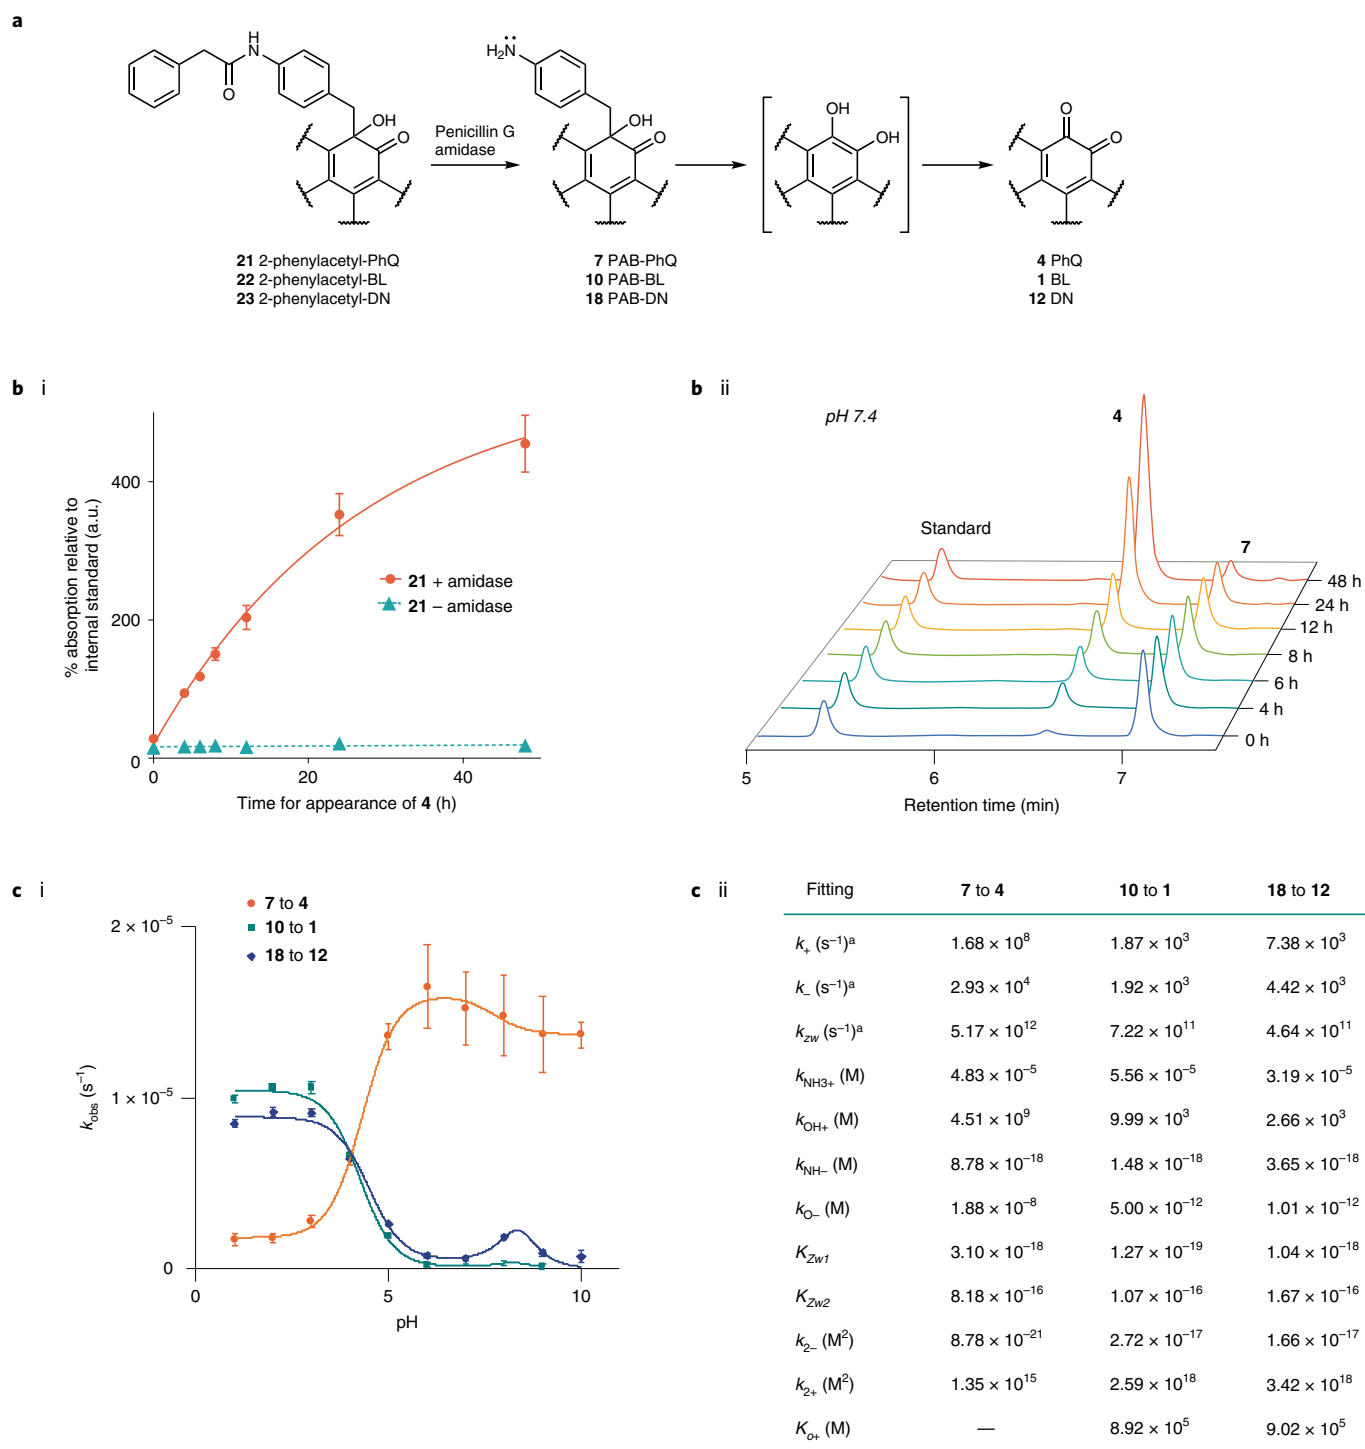 a
H
N
O
OH
O
Penicillin G
amidase
H₂N
OH
O
OH
OH
O
O
21 2-phenylacetyl-PhQ
22 2-phenylacetyl-BL
23 2-phenylacetyl-DN
7 PAB-PhQ
10 PAB-BL
18 PAB-DN
4 PhQ
1 BL
12 DN
b i
% absorption relative to
internal standard (a.u.)
400
200
0
0 20 40
Time for appearance of 4 (h)
21 + amidase
21 – amidase
b ii
pH 7.4
4
Standard
7
48 h
24 h
12 h
8 h
6 h
4 h
0 h
5 6 7
Retention time (min)
c i
7 to 4
10 to 1
18 to 12
2 × 10⁻⁵
1 × 10⁻⁵
0
k_obs (s⁻¹)
0 5 10
pH
c ii
Fitting 7 to 4 10 to 1 18 to 12
k₊ (s⁻¹)ᵃ 1.68 × 10⁸ 1.87 × 10³ 7.38 × 10³
k₋ (s⁻¹)ᵃ 2.93 × 10⁴ 1.92 × 10³ 4.42 × 10³
k_zw (s⁻¹)ᵃ 5.17 × 10¹² 7.22 × 10¹¹ 4.64 × 10¹¹
k_NH3+ (M) 4.83 × 10⁻⁵ 5.56 × 10⁻⁵ 3.19 × 10⁻⁵
k_OH+ (M) 4.51 × 10⁹ 9.99 × 10³ 2.66 × 10³
k_NH– (M) 8.78 × 10⁻¹⁸ 1.48 × 10⁻¹⁸ 3.65 × 10⁻¹⁸
k_O– (M) 1.88 × 10⁻⁸ 5.00 × 10⁻¹² 1.01 × 10⁻¹²
K_Zw1 3.10 × 10⁻¹⁸ 1.27 × 10⁻¹⁹ 1.04 × 10⁻¹⁸
K_Zw2 8.18 × 10⁻¹⁶ 1.07 × 10⁻¹⁶ 1.67 × 10⁻¹⁶
k₂₋ (M²) 8.78 × 10⁻²¹ 2.72 × 10⁻¹⁷ 1.66 × 10⁻¹⁷
k₂₊ (M²) 1.35 × 10¹⁵ 2.59 × 10¹⁸ 3.42 × 10¹⁸
K_o+ (M) — 8.92 × 10⁵ 9.02 × 10⁵